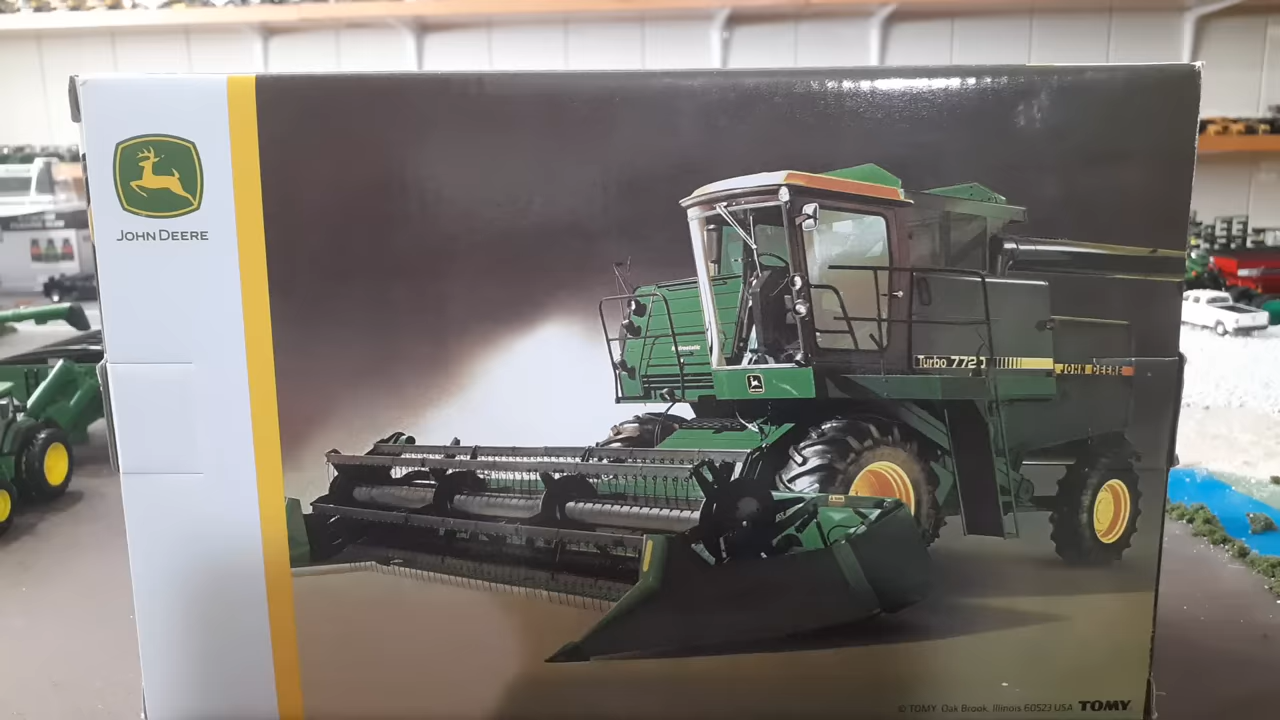 JOHN DEERE
Turbo 7720
JOHN DEERE
© TOMY Oak Brook, Illinois 60523 USA TOMY